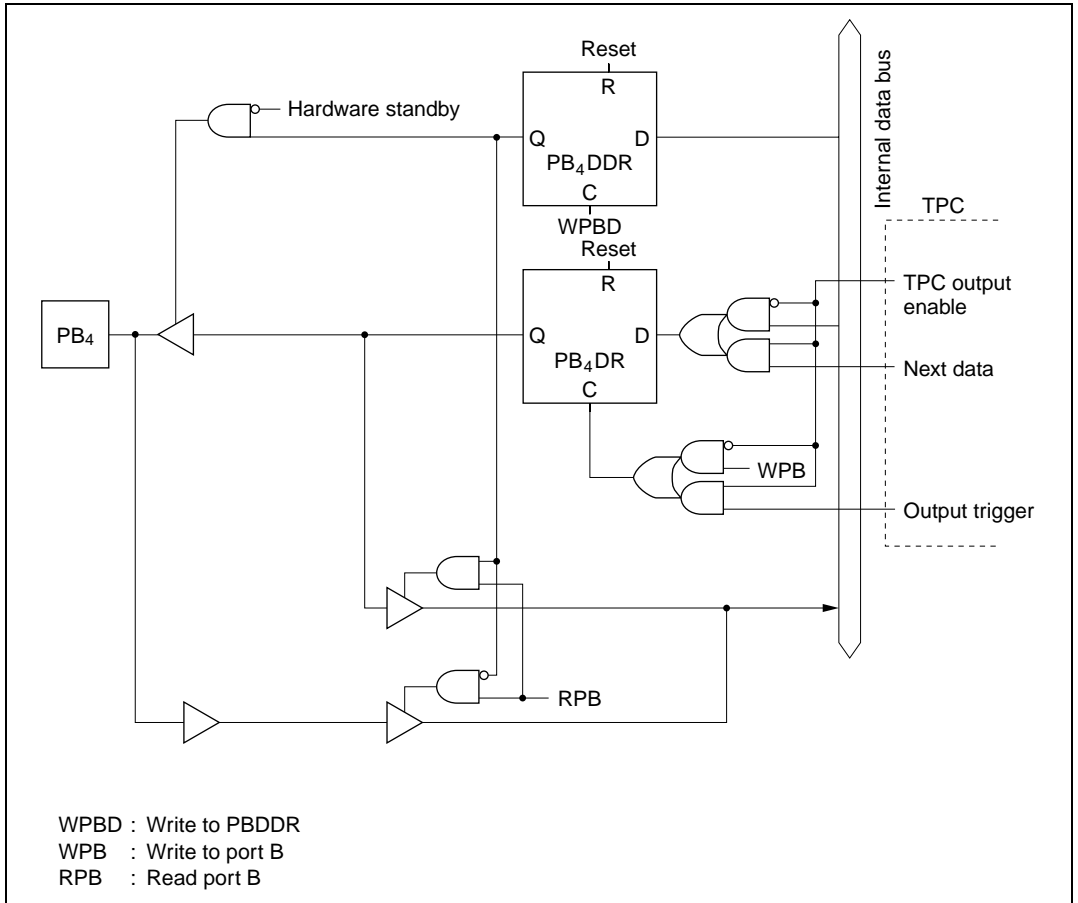 Reset
R
Hardware standby
Q
D
PB4DDR
C
WPBD
Internal data bus
TPC
Reset
R
TPC output
enable
PB4
Q
D
PB4DR
C
Next data
WPB
Output trigger
RPB
WPBD : Write to PBDDR
WPB : Write to port B
RPB : Read port B